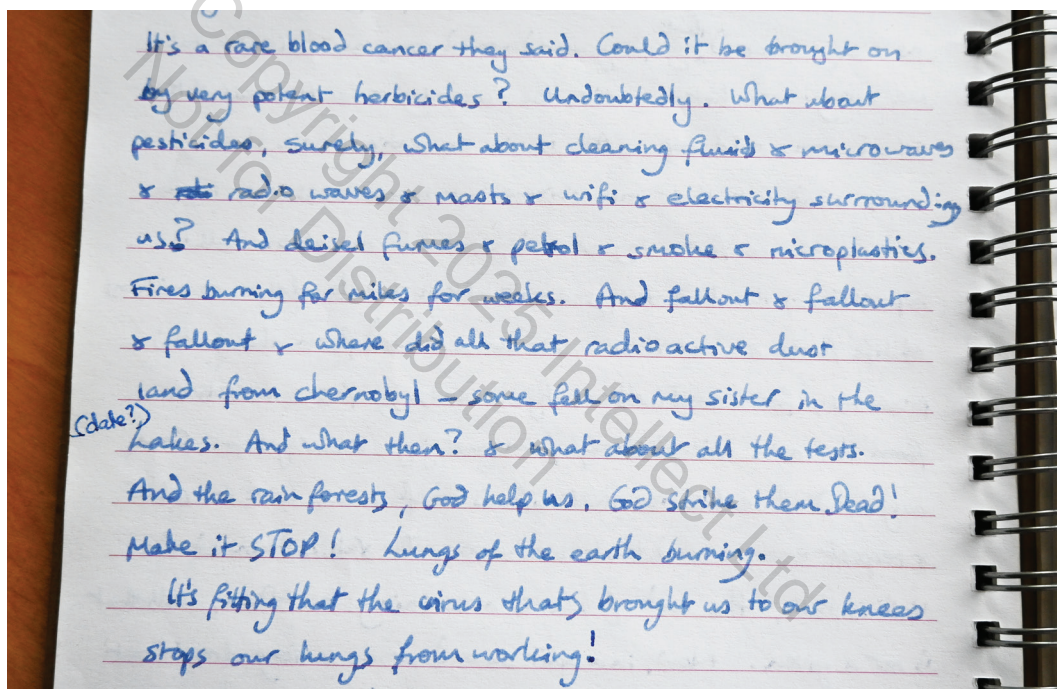 It's a rare blood cancer they said. Could it be brought on
by very potent herbicides? Undoubtedly. What about
pesticides, surely, what about cleaning fluids & microwaves
& radio waves & masts & wifi & electricity surrounding
us? And deisel fumes & petrol & smoke & microplastics.
Fires burning for miles for weeks. And fallout & fallout
& fallout & where did all that radioactive dust
land from chernobyl – some fell on my sister in the
(date?)
Lakes. And what then? & what about all the tests.
And the rain forests, God help us, God strike them Dead!
Make it STOP! Lungs of the earth burning.
It's fitting that the virus that's brought us to our knees
stops our lungs from working!
Copyright 2025 Intellect Ltd
Not for Distribution